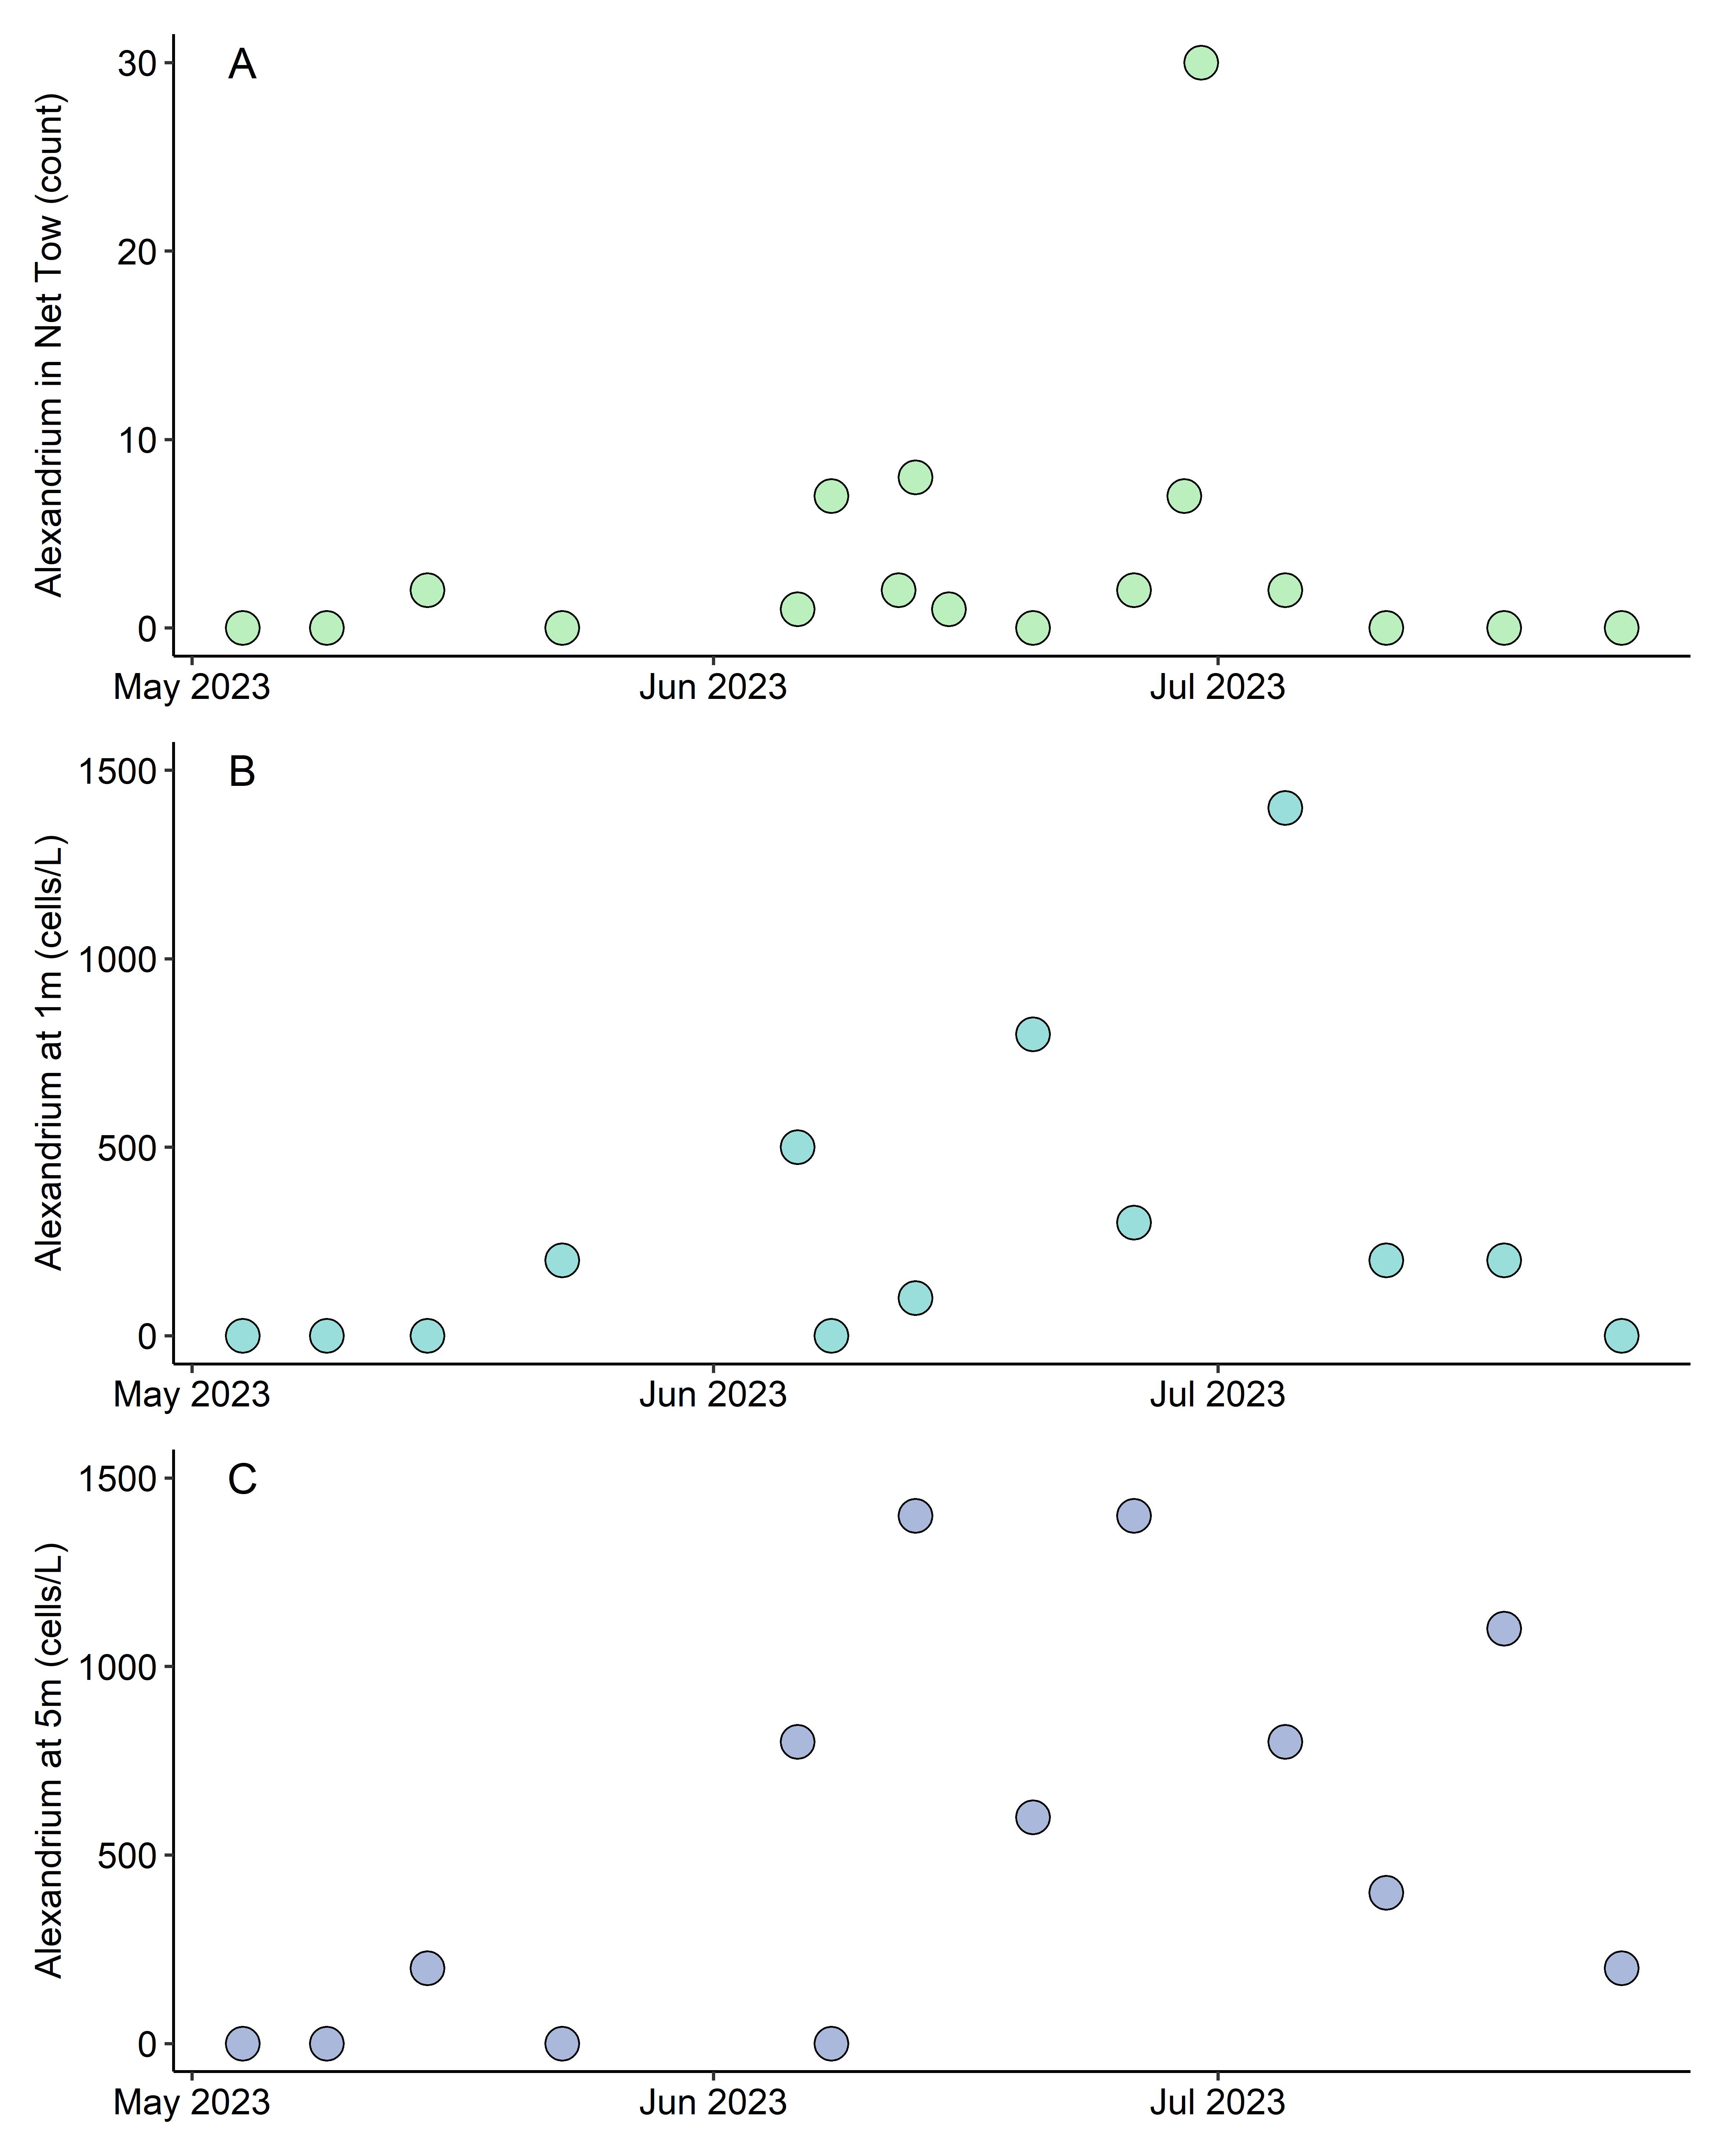 A
Alexandrium in Net Tow (count)
30
20
10
0
May 2023 Jun 2023 Jul 2023
B
Alexandrium at 1m (cells/L)
1500
1000
500
0
May 2023 Jun 2023 Jul 2023
C
Alexandrium at 5m (cells/L)
1500
1000
500
0
May 2023 Jun 2023 Jul 2023